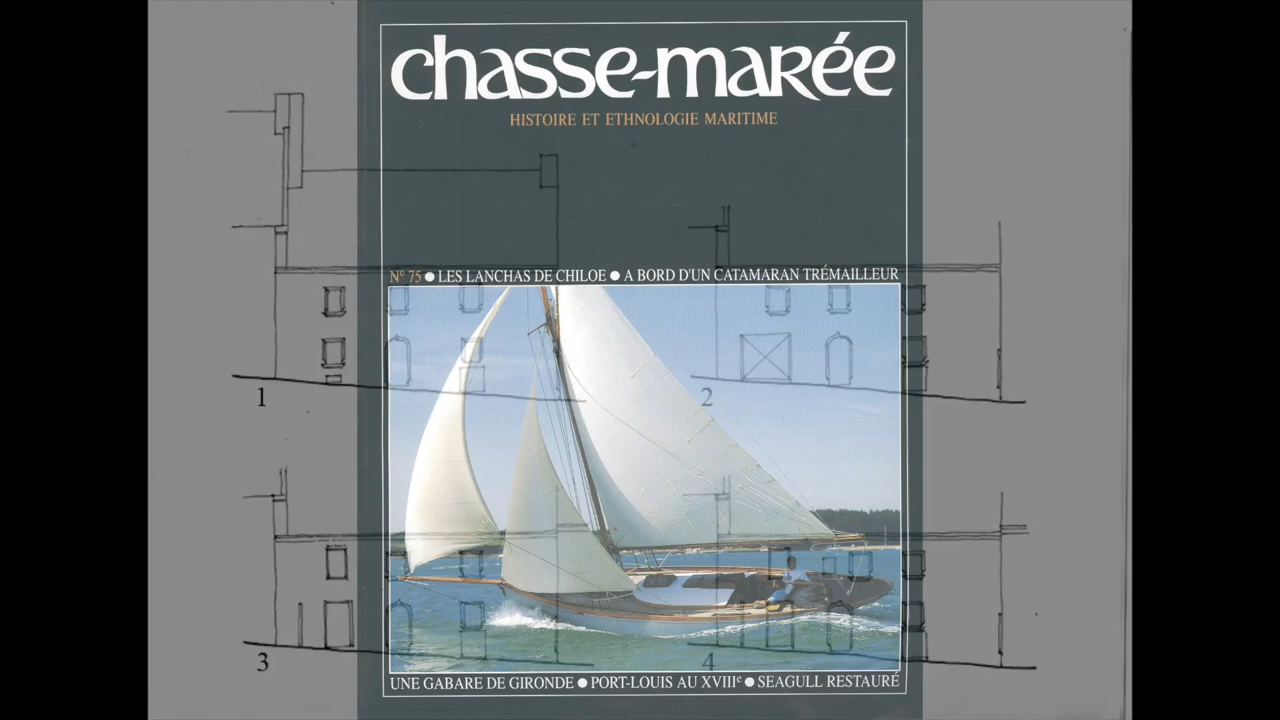 chasse-marée
HISTOIRE ET ETHNOLOGIE MARITIME
N° 75 ● LES LANCHAS DE CHILOE ● A BORD D'UN CATAMARAN TRÉMAILLEUR
1
2
3
4
UNE GABARE DE GIRONDE ● PORT-LOUIS AU XVIIIe ● SEAGULL RESTAURÉ